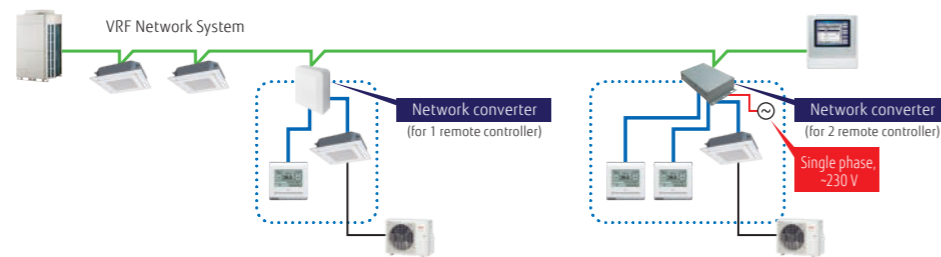 VRF Network System
Network converter
(for 1 remote controller)
Network converter
(for 2 remote controller)
Single phase,
~230 V